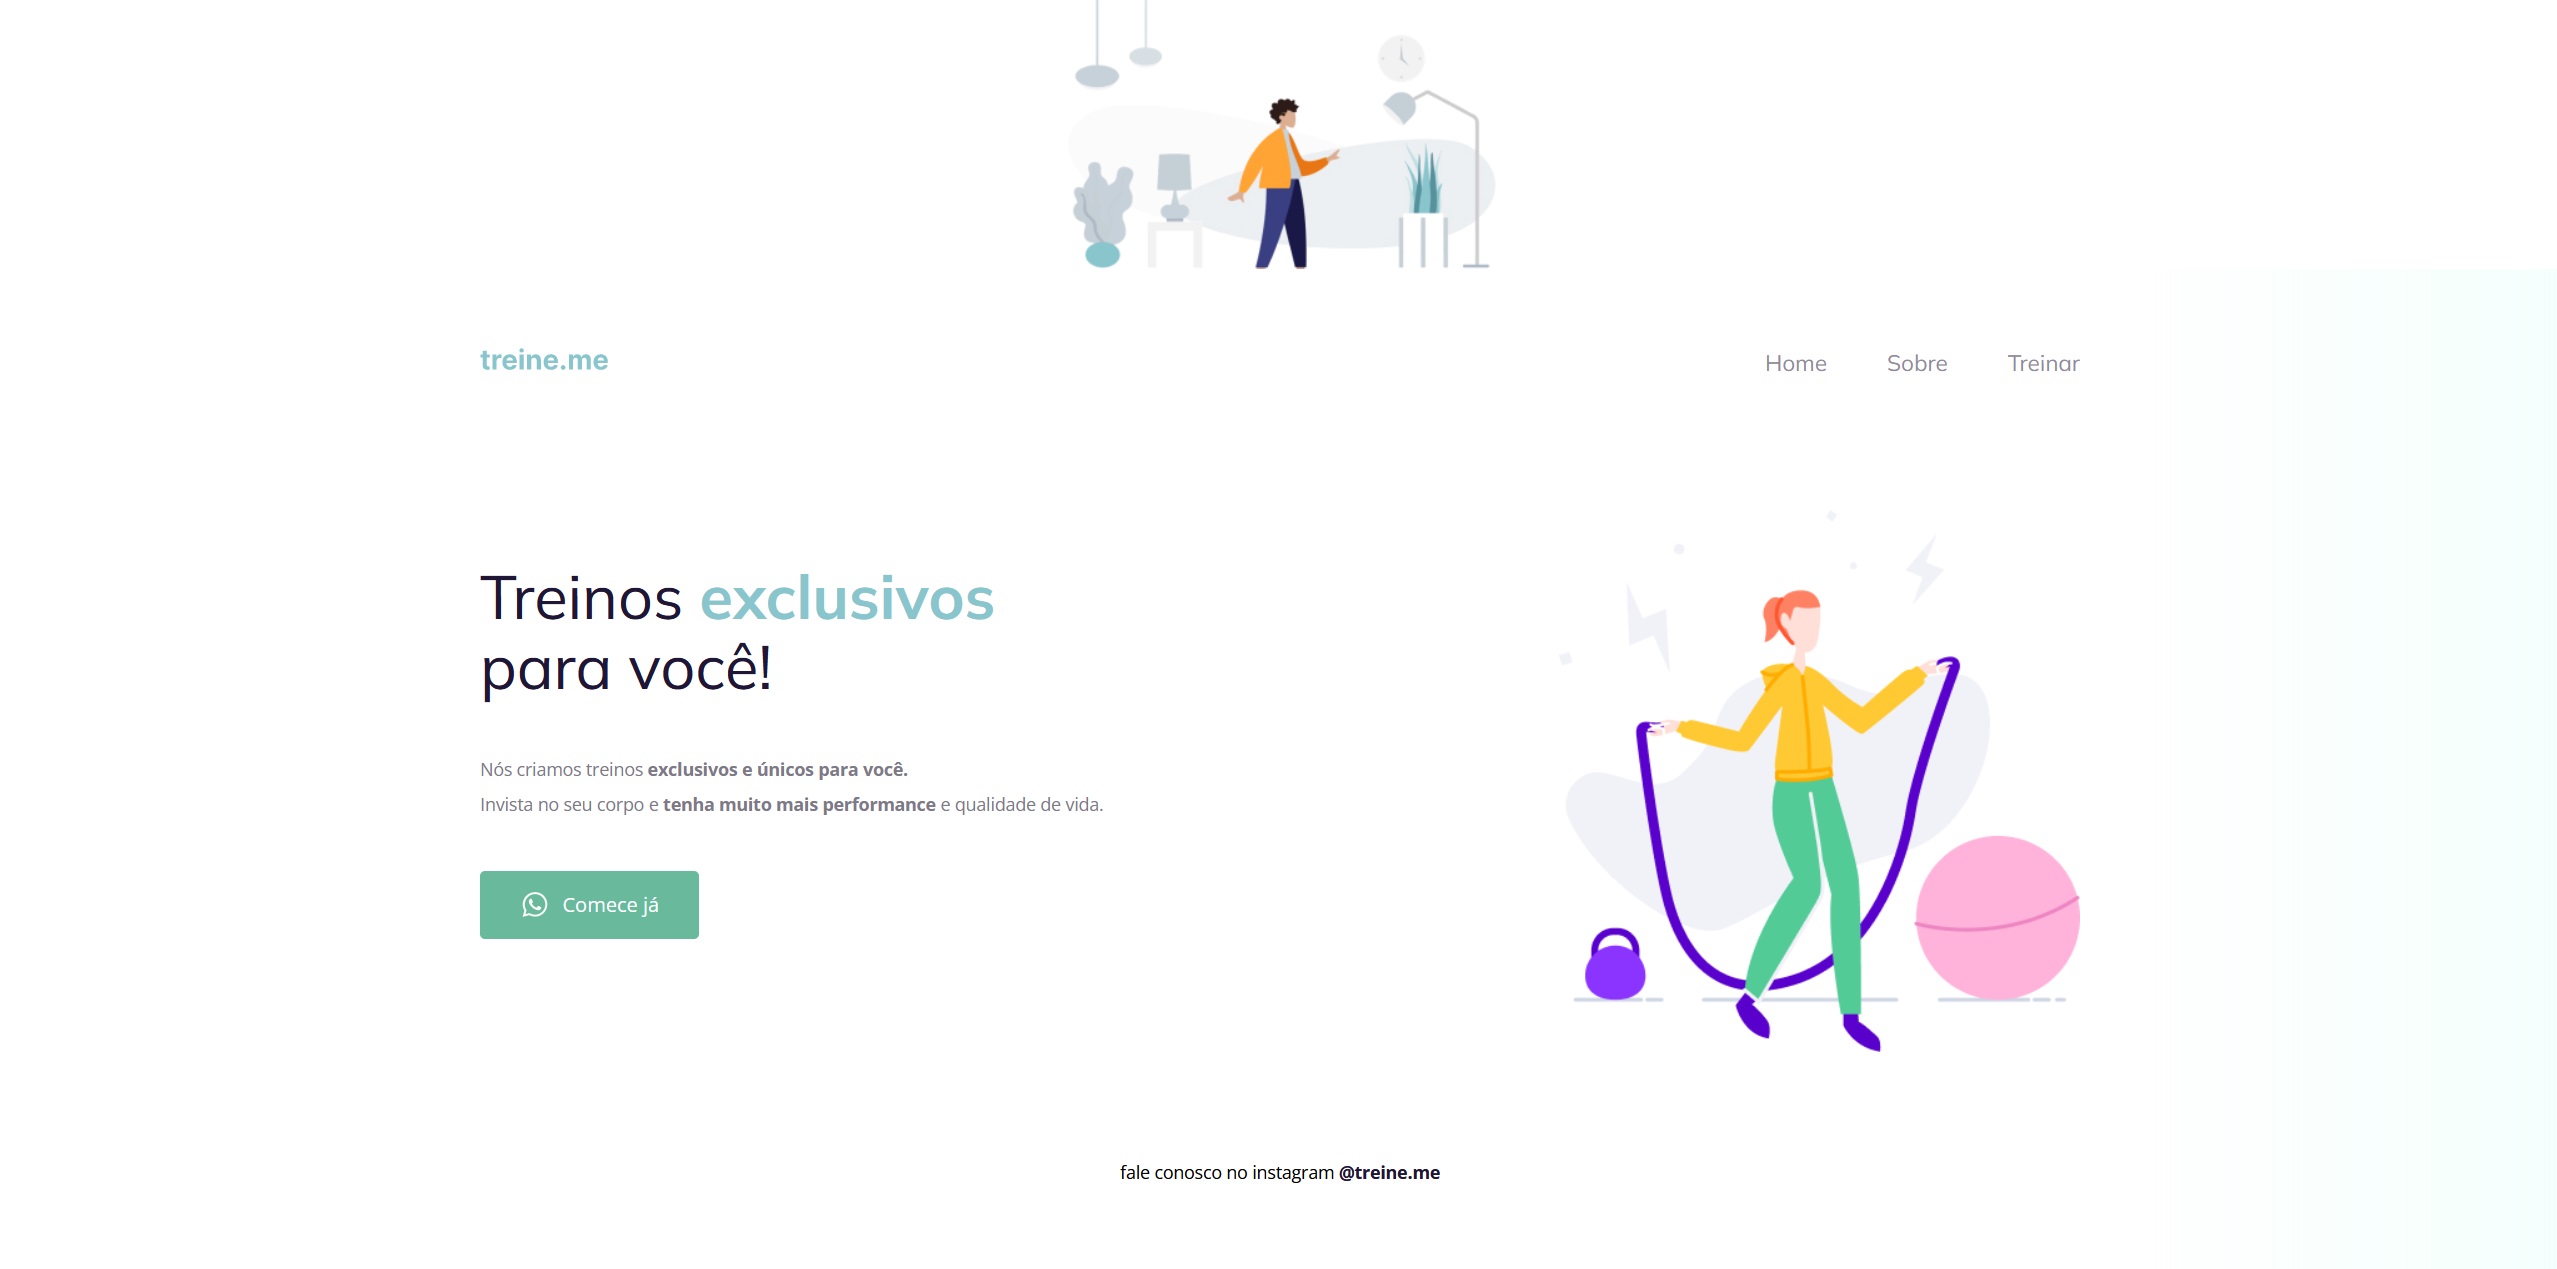 treine.me
Home Sobre Treinar
Treinos exclusivos
para você!
Nós criamos treinos exclusivos e únicos para você.
Invista no seu corpo e tenha muito mais performance e qualidade de vida.
Comece já
fale conosco no instagram @treine.me